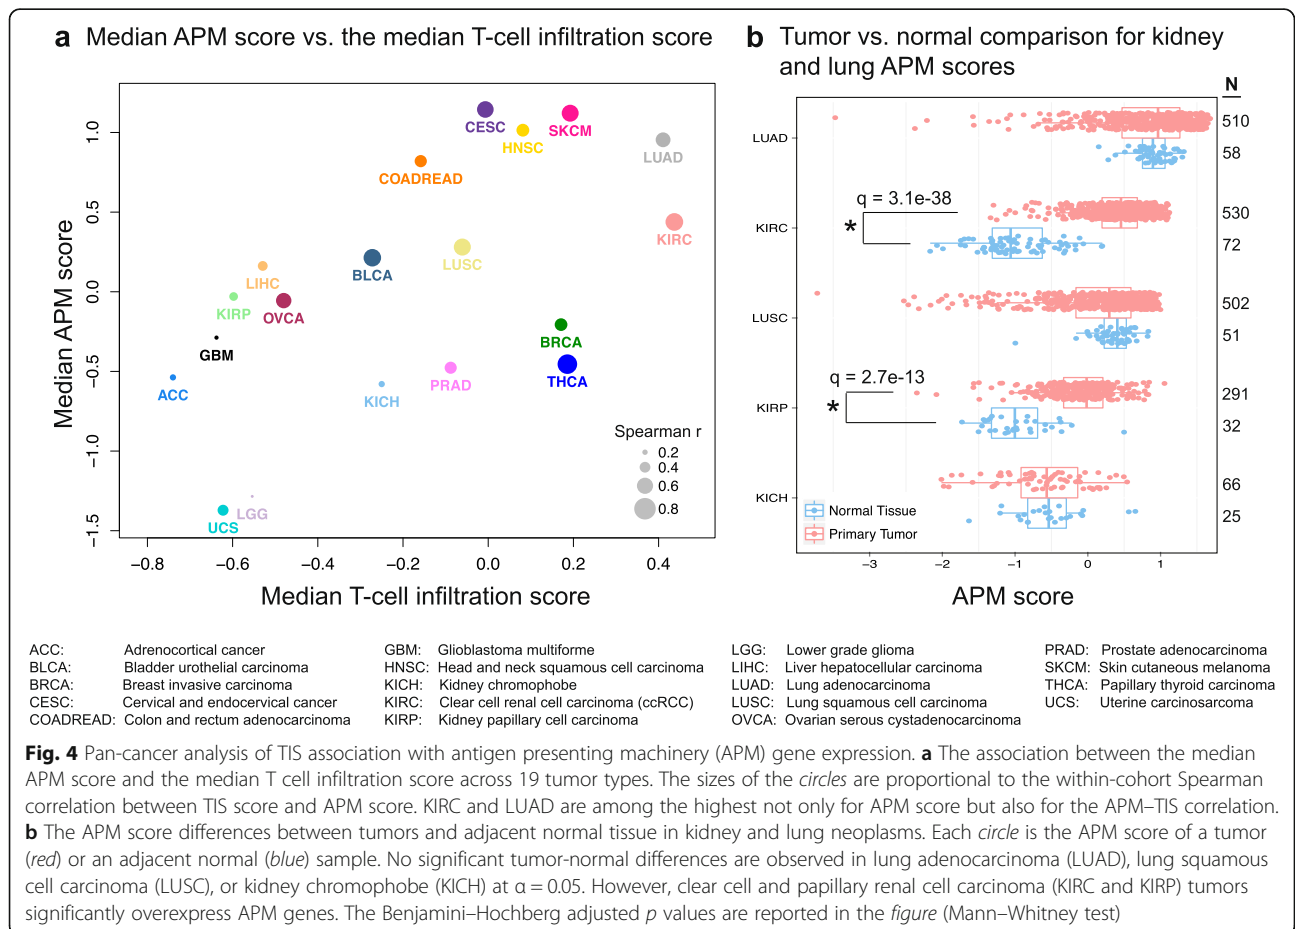 a Median APM score vs. the median T-cell infiltration score
b Tumor vs. normal comparison for kidney
and lung APM scores
Median APM score
1.0
0.5
0.0
−0.5
−1.0
−1.5
CESC
SKCM
HNSC
LUAD
COADREAD
KIRC
LUSC
BLCA
LIHC
KIRP
OVCA
GBM
BRCA
ACC
KICH
PRAD
THCA
LGG
UCS
Spearman r
0.2
0.4
0.6
0.8
−0.8 −0.6 −0.4 −0.2 0.0 0.2 0.4
Median T-cell infiltration score
N
LUAD
510
58
q = 3.1e-38
*
KIRC
530
72
LUSC
502
51
q = 2.7e-13
*
KIRP
291
32
KICH
66
25
Normal Tissue
Primary Tumor
−3 −2 −1 0 1
APM score
ACC: Adrenocortical cancer
BLCA: Bladder urothelial carcinoma
BRCA: Breast invasive carcinoma
CESC: Cervical and endocervical cancer
COADREAD: Colon and rectum adenocarcinoma
GBM: Glioblastoma multiforme
HNSC: Head and neck squamous cell carcinoma
KICH: Kidney chromophobe
KIRC: Clear cell renal cell carcinoma (ccRCC)
KIRP: Kidney papillary cell carcinoma
LGG: Lower grade glioma
LIHC: Liver hepatocellular carcinoma
LUAD: Lung adenocarcinoma
LUSC: Lung squamous cell carcinoma
OVCA: Ovarian serous cystadenocarcinoma
PRAD: Prostate adenocarcinoma
SKCM: Skin cutaneous melanoma
THCA: Papillary thyroid carcinoma
UCS: Uterine carcinosarcoma
Fig. 4 Pan-cancer analysis of TIS association with antigen presenting machinery (APM) gene expression. a The association between the median
APM score and the median T cell infiltration score across 19 tumor types. The sizes of the circles are proportional to the within-cohort Spearman
correlation between TIS score and APM score. KIRC and LUAD are among the highest not only for APM score but also for the APM–TIS correlation.
b The APM score differences between tumors and adjacent normal tissue in kidney and lung neoplasms. Each circle is the APM score of a tumor
(red) or an adjacent normal (blue) sample. No significant tumor-normal differences are observed in lung adenocarcinoma (LUAD), lung squamous
cell carcinoma (LUSC), or kidney chromophobe (KICH) at α = 0.05. However, clear cell and papillary renal cell carcinoma (KIRC and KIRP) tumors
significantly overexpress APM genes. The Benjamini–Hochberg adjusted p values are reported in the figure (Mann–Whitney test)